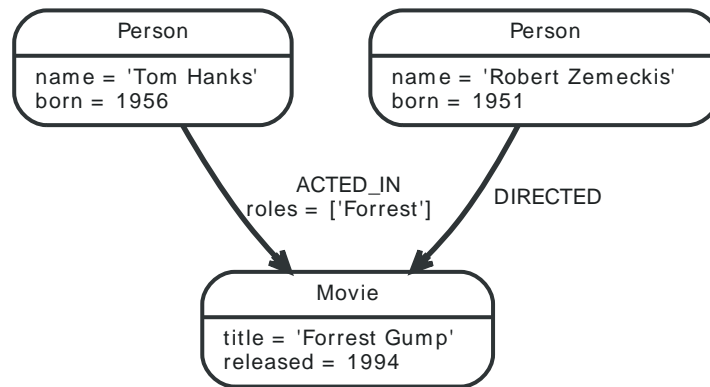 Person
name = 'Tom Hanks'
born = 1956
Person
name = 'Robert Zemeckis'
born = 1951
ACTED_IN
roles = ['Forrest']
DIRECTED
Movie
title = 'Forrest Gump'
released = 1994